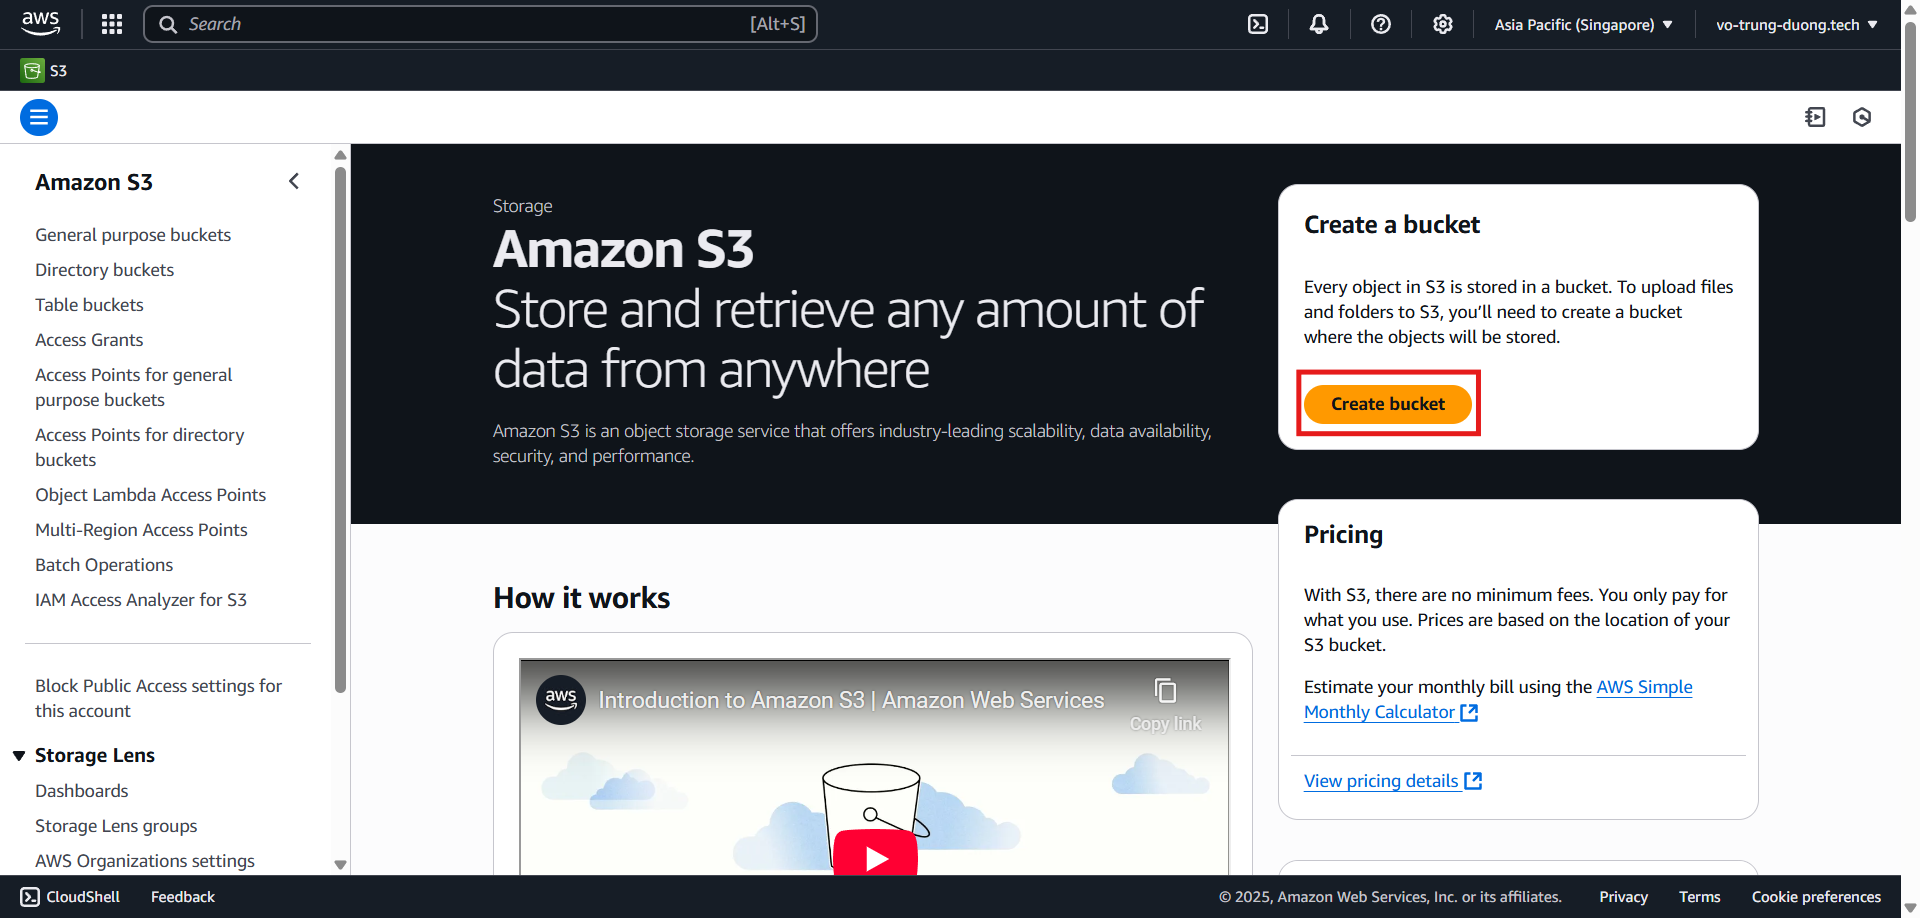 aws
Search
[Alt+S]
Asia Pacific (Singapore)
vo-trung-duong.tech
S3
Amazon S3
General purpose buckets
Directory buckets
Table buckets
Access Grants
Access Points for general
purpose buckets
Access Points for directory
buckets
Object Lambda Access Points
Multi-Region Access Points
Batch Operations
IAM Access Analyzer for S3
Block Public Access settings for
this account
Storage Lens
Dashboards
Storage Lens groups
AWS Organizations settings
Storage
Amazon S3
Store and retrieve any amount of
data from anywhere
Amazon S3 is an object storage service that offers industry-leading scalability, data availability,
security, and performance.
Create a bucket
Every object in S3 is stored in a bucket. To upload files
and folders to S3, you’ll need to create a bucket
where the objects will be stored.
Create bucket
How it works
aws
Introduction to Amazon S3 | Amazon Web Services
Copy link
Pricing
With S3, there are no minimum fees. You only pay for
what you use. Prices are based on the location of your
S3 bucket.
Estimate your monthly bill using the AWS Simple
Monthly Calculator
View pricing details
CloudShell
Feedback
© 2025, Amazon Web Services, Inc. or its affiliates.
Privacy
Terms
Cookie preferences